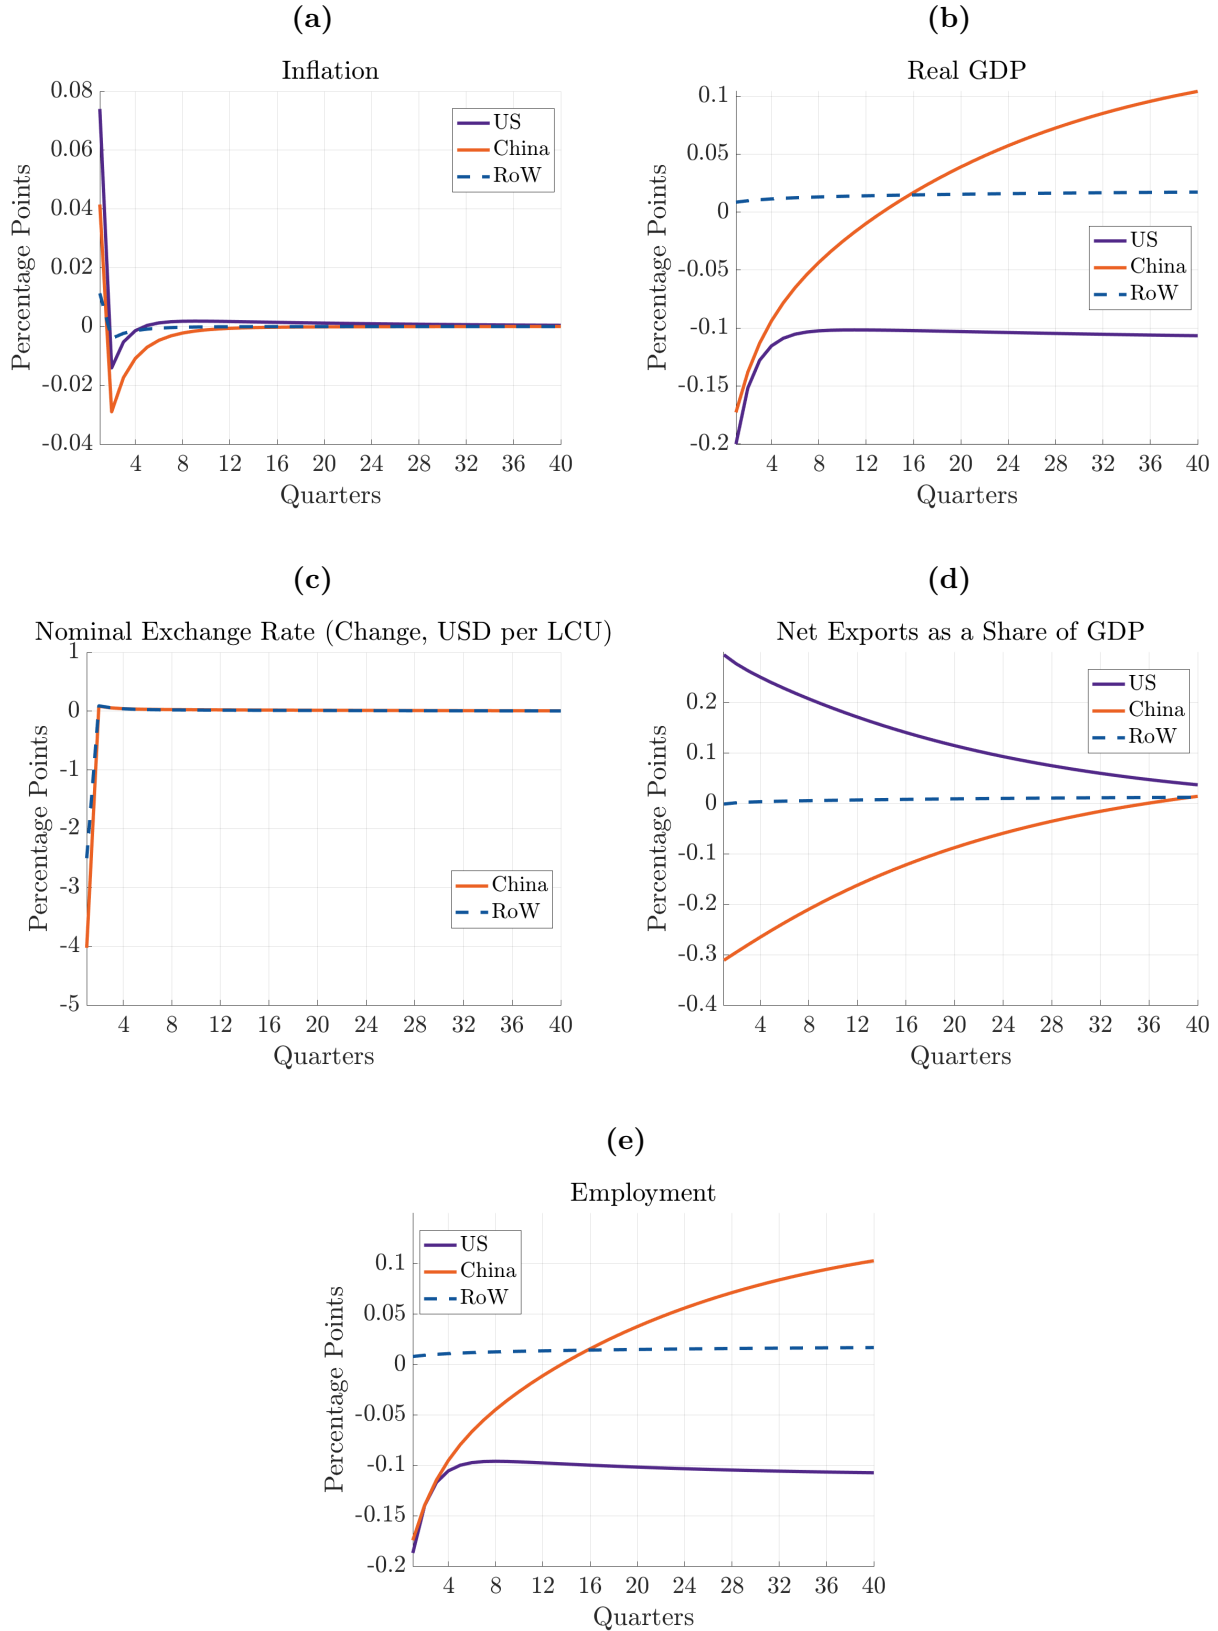 (a)
Inflation
Percentage Points
0.08
0.06
0.04
0.02
0
-0.02
-0.04
US
China
RoW
4 8 12 16 20 24 28 32 36 40
Quarters
(b)
Real GDP
Percentage Points
0.1
0.05
0
-0.05
-0.1
-0.15
-0.2
US
China
RoW
4 8 12 16 20 24 28 32 36 40
Quarters
(c)
Nominal Exchange Rate (Change, USD per LCU)
Percentage Points
1
0
-1
-2
-3
-4
-5
China
RoW
4 8 12 16 20 24 28 32 36 40
Quarters
(d)
Net Exports as a Share of GDP
Percentage Points
0.2
0.1
0
-0.1
-0.2
-0.3
-0.4
US
China
RoW
4 8 12 16 20 24 28 32 36 40
Quarters
(e)
Employment
Percentage Points
0.1
0.05
0
-0.05
-0.1
-0.15
-0.2
US
China
RoW
4 8 12 16 20 24 28 32 36 40
Quarters